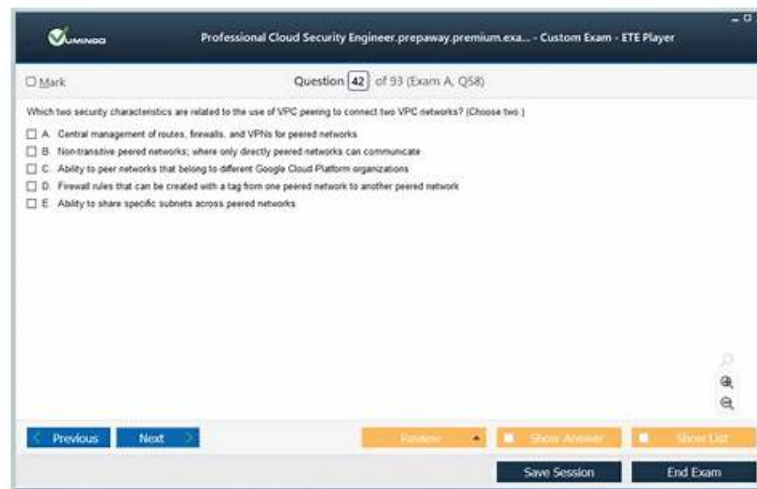 VUMINGO
Professional Cloud Security Engineer.prepaway.premium.exa... - Custom Exam - ETE Player
Mark
Question 42 of 93 (Exam A, Q58)
Which two security characteristics are related to the use of VPC peering to connect two VPC networks? (Choose two.)
A. Central management of routes, firewalls, and VPNs for peered networks
B. Non-transitive peered networks; where only directly peered networks can communicate
C. Ability to peer networks that belong to different Google Cloud Platform organizations
D. Firewall rules that can be created with a tag from one peered network to another peered network
E. Ability to share specific subnets across peered networks
Previous
Next
Review
Show Answer
Show List
Save Session
End Exam